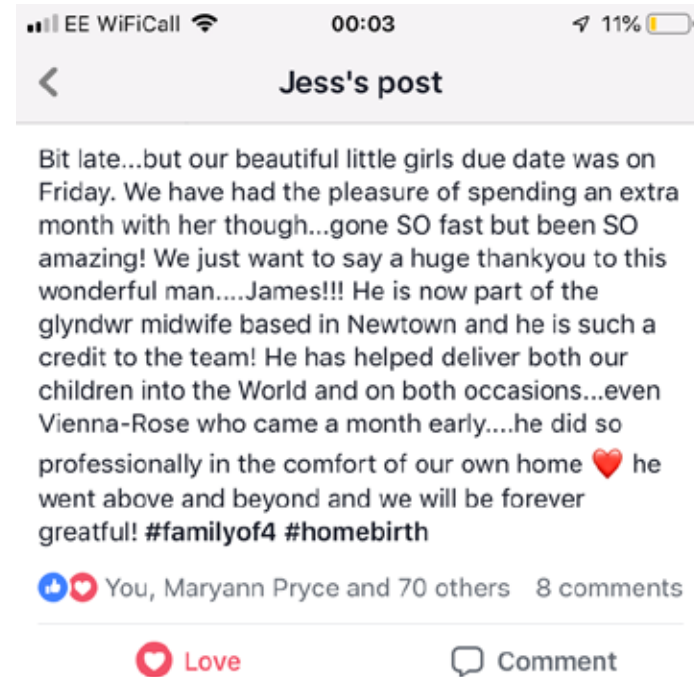 EE WiFiCall 00:03 11%
Jess's post
Bit late...but our beautiful little girls due date was on
Friday. We have had the pleasure of spending an extra
month with her though...gone SO fast but been SO
amazing! We just want to say a huge thankyou to this
wonderful man....James!!! He is now part of the
glyndwr midwife based in Newtown and he is such a
credit to the team! He has helped deliver both our
children into the World and on both occasions...even
Vienna-Rose who came a month early....he did so
professionally in the comfort of our own home ❤️ he
went above and beyond and we will be forever
greatful! #familyof4 #homebirth
You, Maryann Pryce and 70 others 8 comments
Love Comment